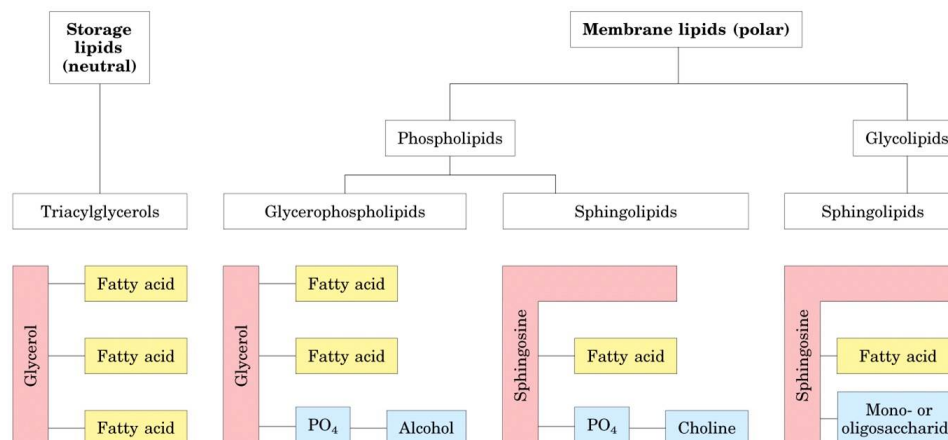 Storage
lipids
(neutral)
Membrane lipids (polar)
Phospholipids
Glycolipids
Triacylglycerols
Glycerophospholipids
Sphingolipids
Sphingolipids
Glycerol
Fatty acid
Fatty acid
Fatty acid
Glycerol
Fatty acid
Fatty acid
PO₄
Alcohol
Sphingosine
Fatty acid
PO₄
Choline
Sphingosine
Fatty acid
Mono- or
oligosaccharid